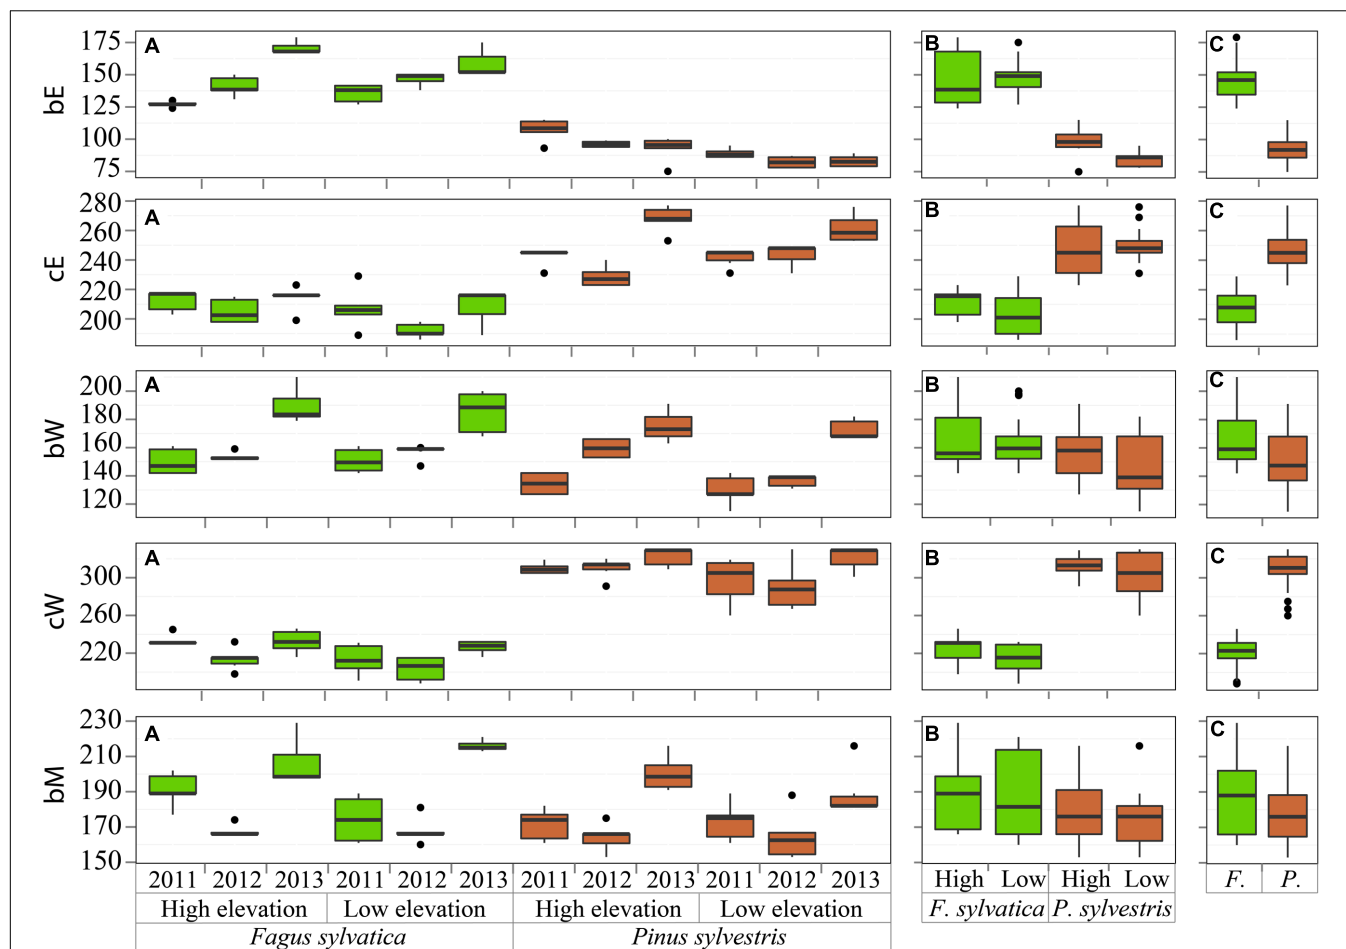 A B C
bE 175 150 125 100 75
A B C
cE 280 260 240 220 200
A B C
bW 200 180 160 140 120
A B C
cW 300 260 220
A B C
bM 230 210 190 170 150
2011 2012 2013 2011 2012 2013 2011 2012 2013 2011 2012 2013 High Low High Low F. P.
High elevation Low elevation High elevation Low elevation F. sylvatica P. sylvestris
Fagus sylvatica Pinus sylvestris